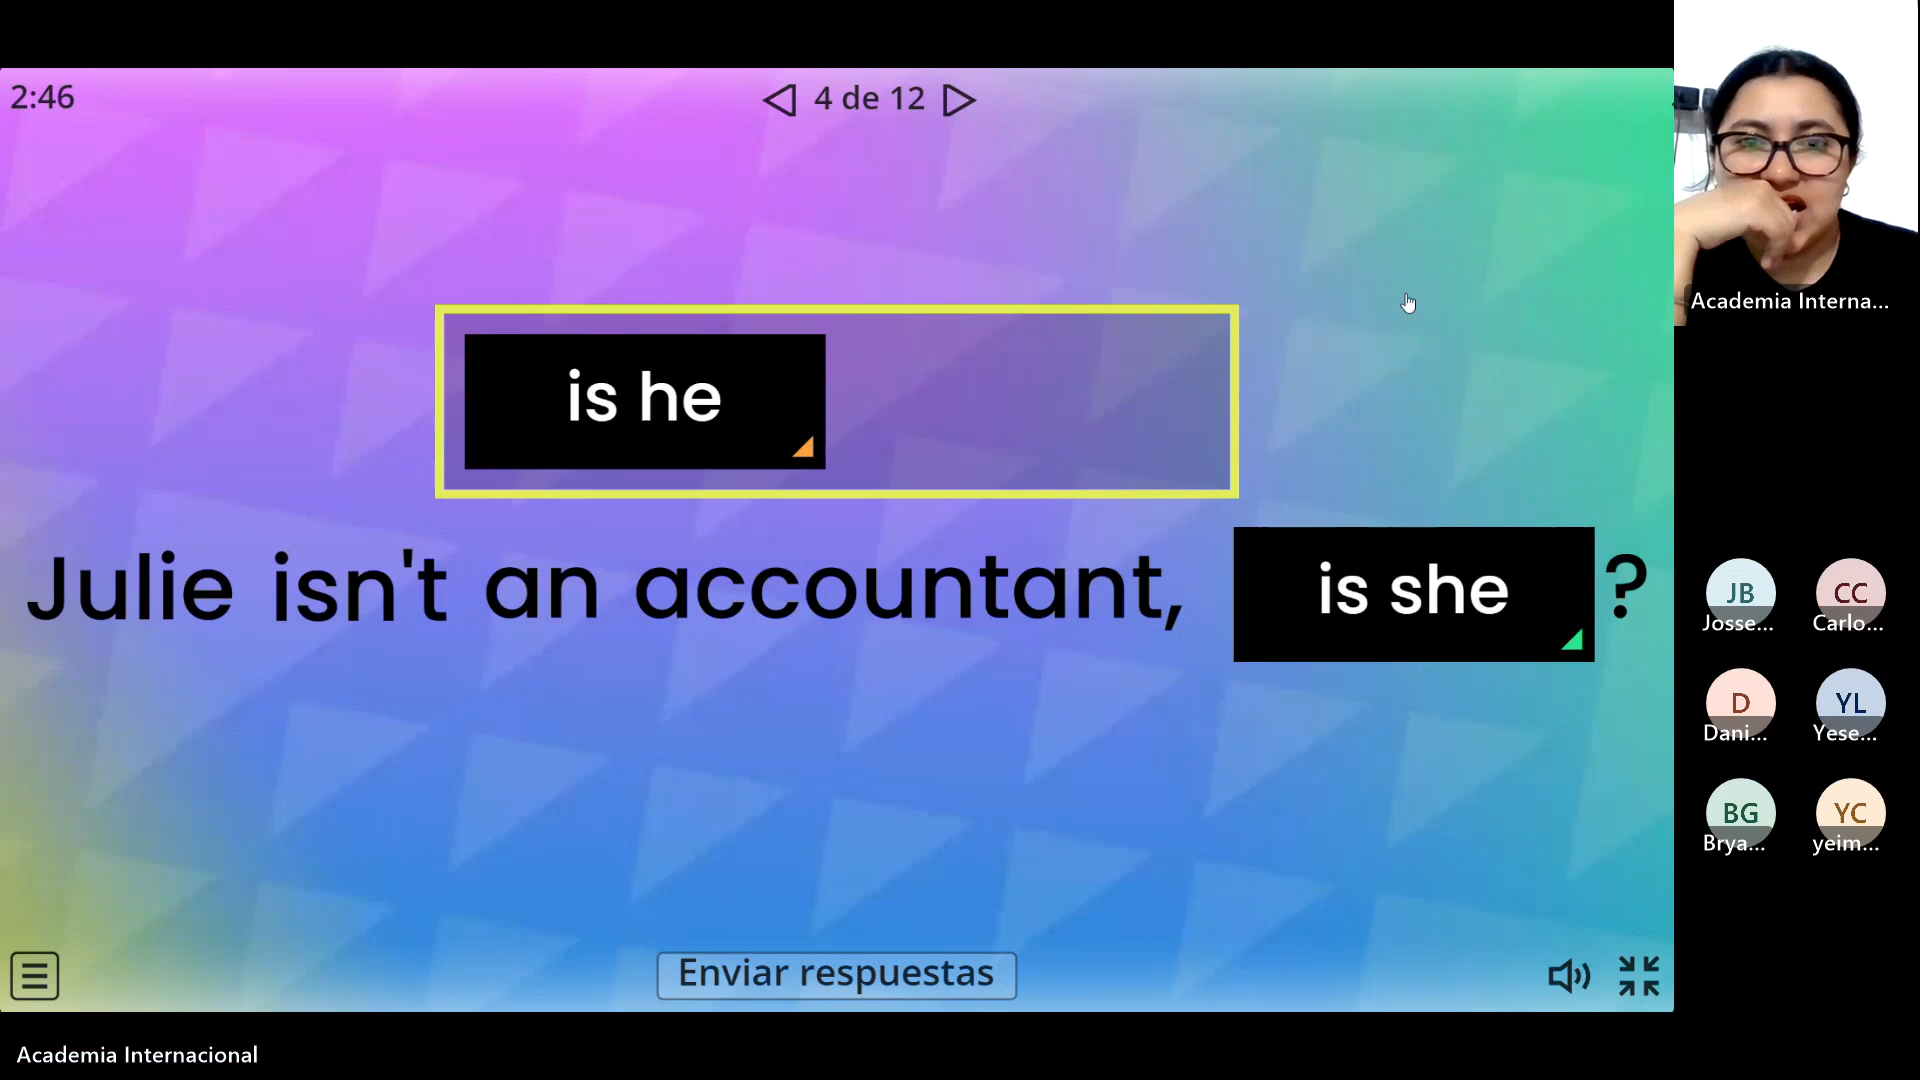 2:46
4 de 12
is he
Julie isn't an accountant, is she ?
Enviar respuestas
Academia Interna...
JB
Josse...
CC
Carlo...
D
Dani...
YL
Yese...
BG
Brya...
YC
yeim...
Academia Internacional